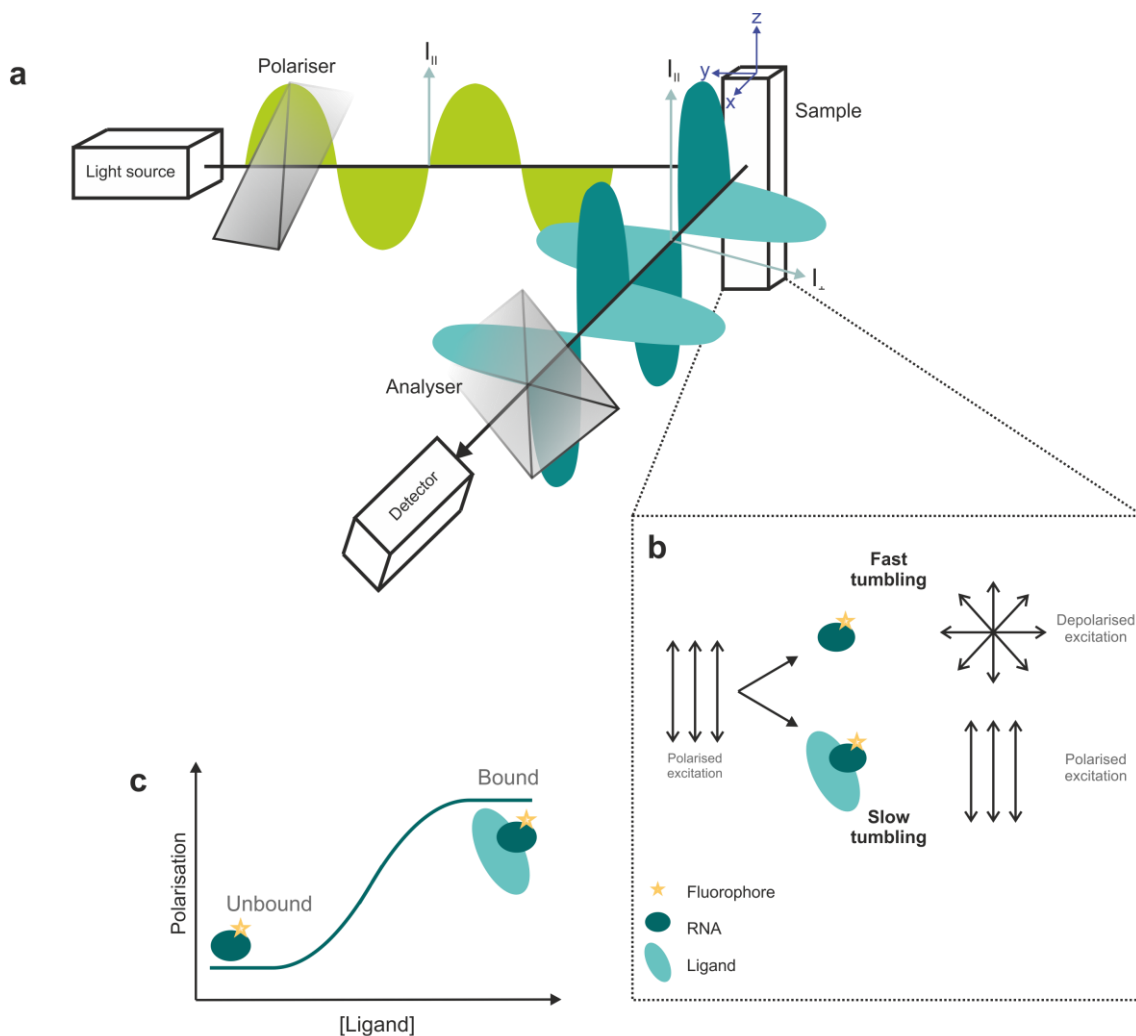 a
Polariser
I||
I||
z
y
x
Sample
Light source
I⊥
Analyser
Detector
b
Fast
tumbling
Depolarised
excitation
Polarised
excitation
Polarised
excitation
Slow
tumbling
Fluorophore
RNA
Ligand
c
Bound
Unbound
Polarisation
[Ligand]